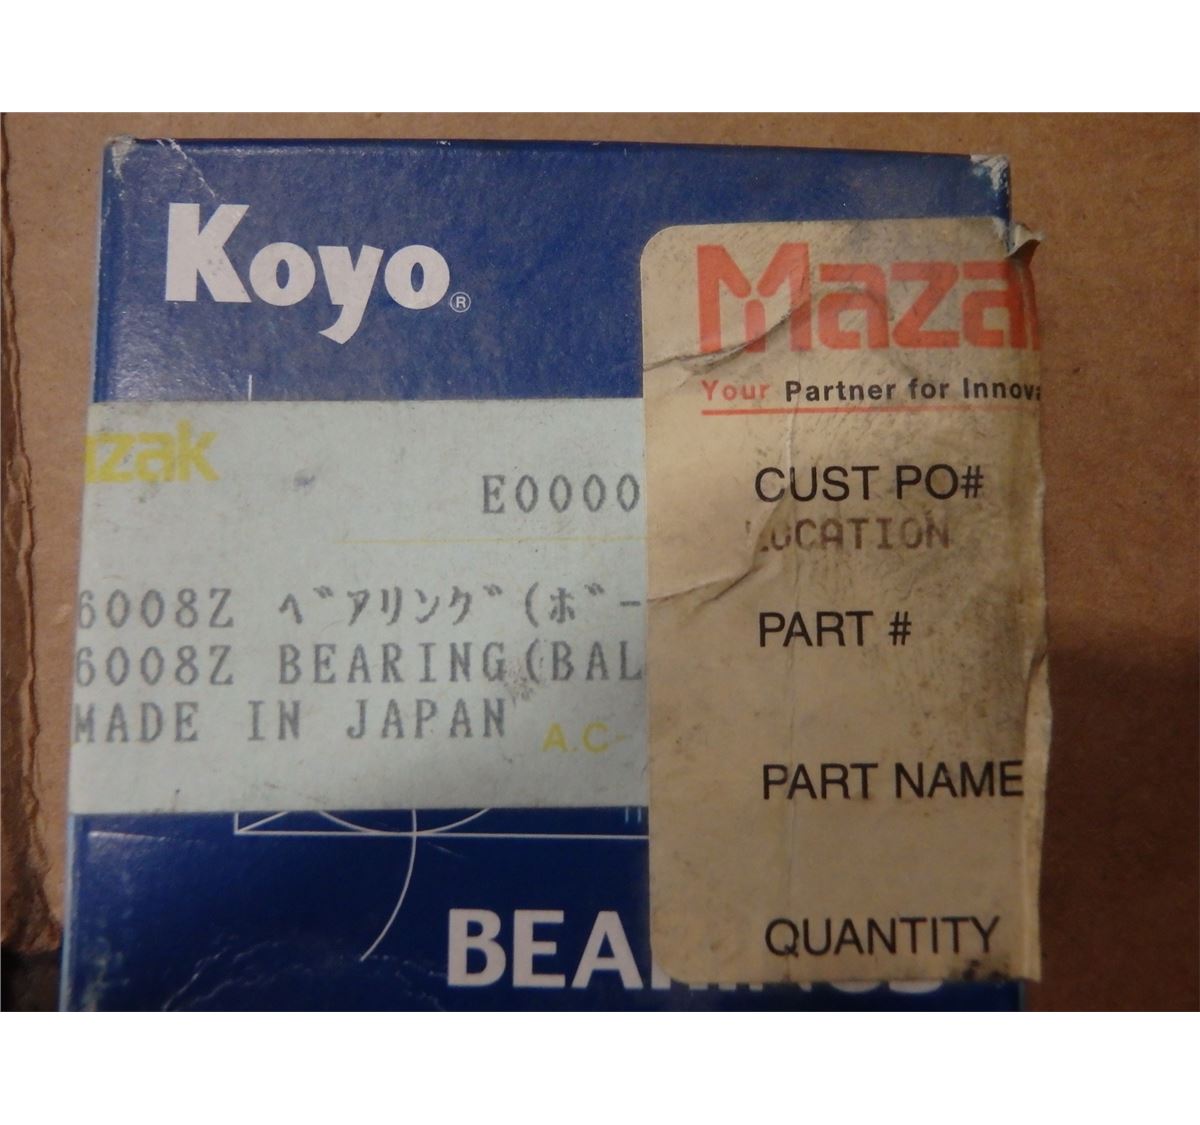 Koyo®
Mazak
Your Partner for Innova
zak
E0000
CUST PO#
LOCATION
6008Z ﾍﾞｱﾘﾝｸﾞ(ﾎﾞｰ
6008Z BEARING(BAL
MADE IN JAPAN
A.C-
PART #
PART NAME
QUANTITY
BEARINGS